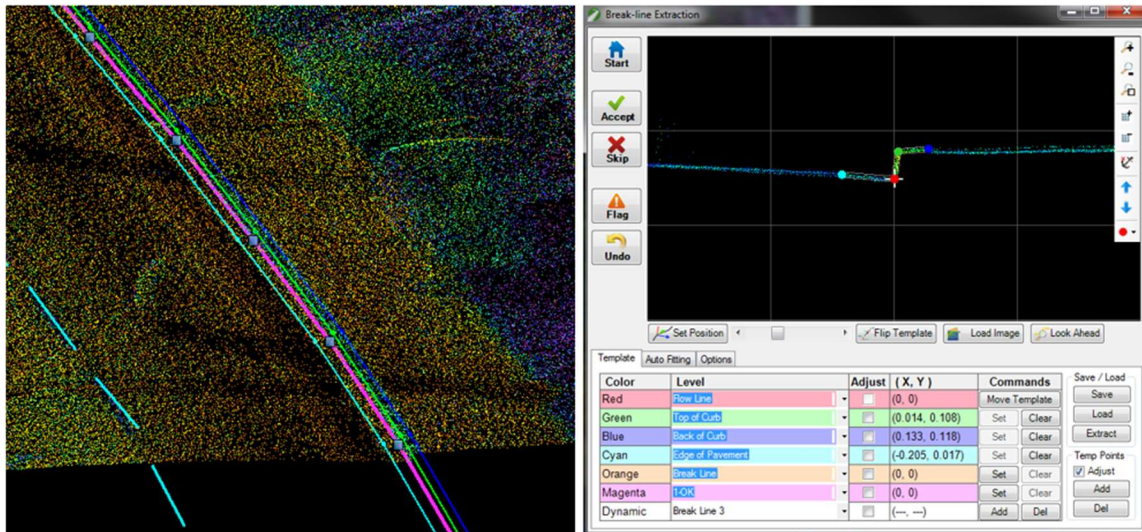 Break-line Extraction
Start
Accept
Skip
Flag
Undo
Set Position
Flip Template
Load Image
Look Ahead
Template Auto Fitting Options
Color Level Adjust ( X, Y ) Commands
Red Flow Line (0, 0) Move Template
Green Top of Curb (0.014, 0.108) Set Clear
Blue Back of Curb (0.133, 0.118) Set Clear
Cyan Edge of Pavement (-0.205, 0.017) Set Clear
Orange Break Line (0, 0) Set Clear
Magenta 1-OK (0, 0) Set Clear
Dynamic Break Line 3 (---, ---) Add Del
Save / Load
Save
Load
Extract
Temp Points
Adjust
Add
Del